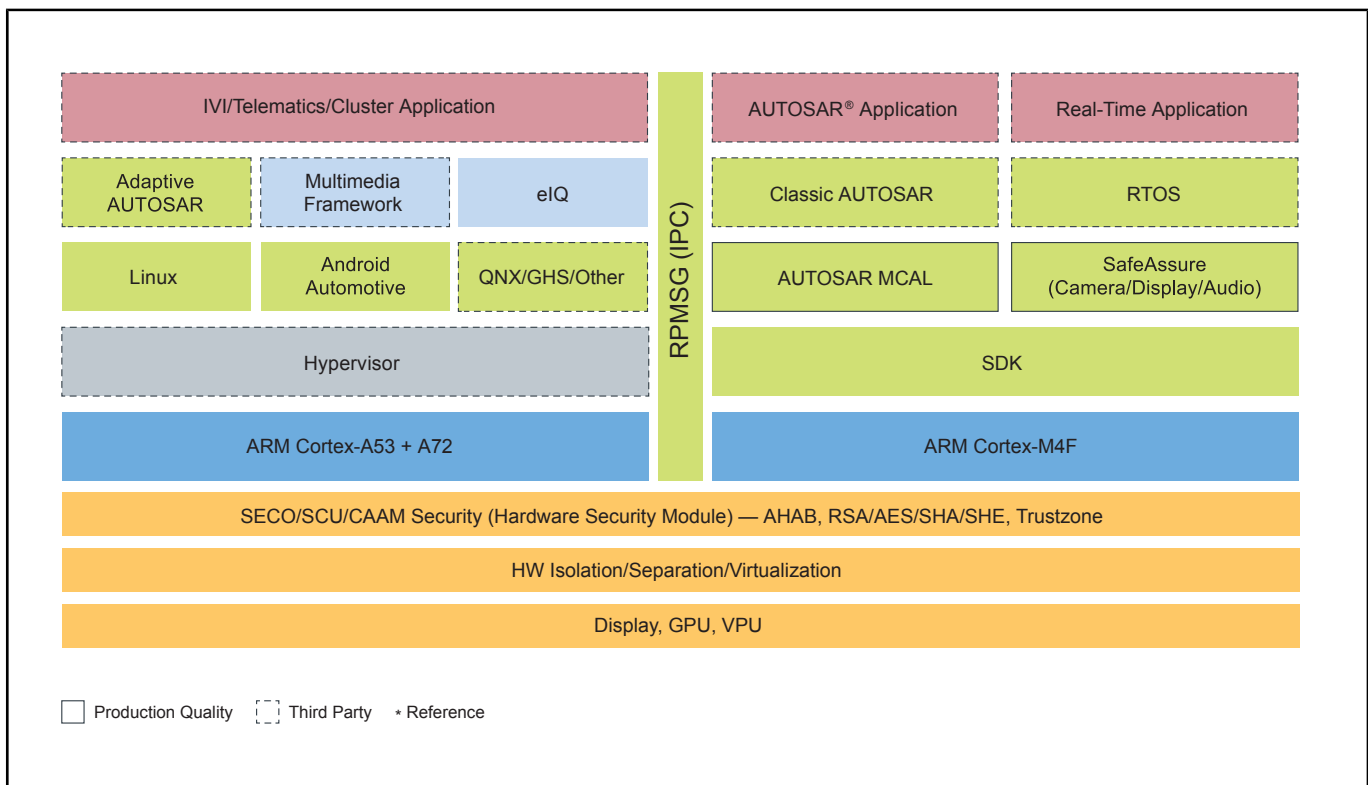 IVI/Telematics/Cluster Application
AUTOSAR® Application
Real-Time Application
Adaptive
AUTOSAR
Multimedia
Framework
eIQ
Classic AUTOSAR
RTOS
Linux
Android
Automotive
QNX/GHS/Other
AUTOSAR MCAL
SafeAssure
(Camera/Display/Audio)
Hypervisor
SDK
ARM Cortex-A53 + A72
ARM Cortex-M4F
RPMSG (IPC)
SECO/SCU/CAAM Security (Hardware Security Module) — AHAB, RSA/AES/SHA/SHE, Trustzone
HW Isolation/Separation/Virtualization
Display, GPU, VPU
Production Quality
Third Party
* Reference